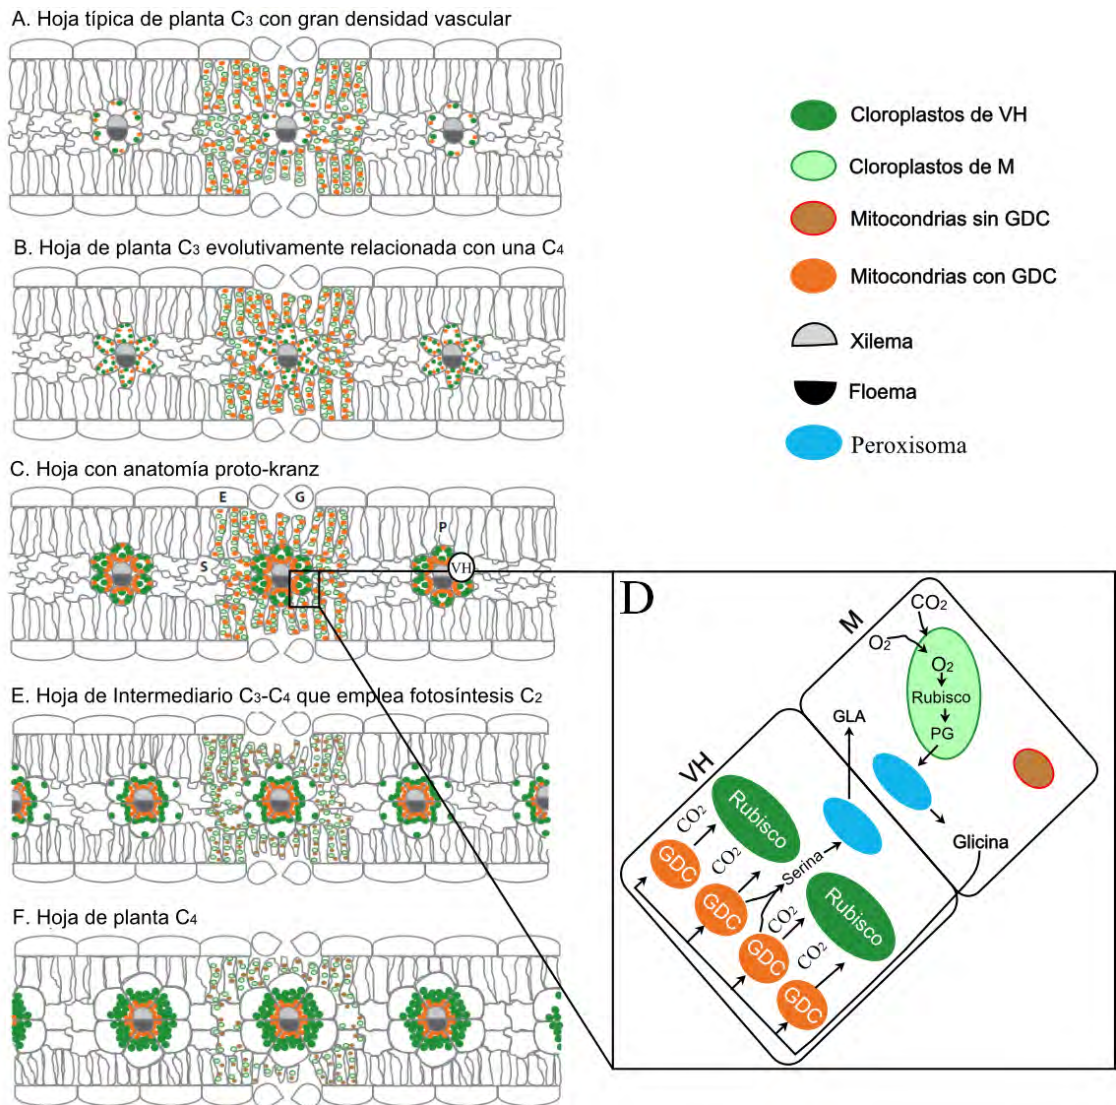 A. Hoja típica de planta C3 con gran densidad vascular
B. Hoja de planta C3 evolutivamente relacionada con una C4
C. Hoja con anatomía proto-kranz
E
G
P
S
VH
E. Hoja de Intermediario C3-C4 que emplea fotosíntesis C2
F. Hoja de planta C4
Cloroplastos de VH
Cloroplastos de M
Mitocondrias sin GDC
Mitocondrias con GDC
Xilema
Floema
Peroxisoma
D
M
CO2
O2
O2
Rubisco
PG
GLA
Glicina
VH
Rubisco
CO2
GDC
CO2
Serina
GDC
Rubisco
CO2
GDC
CO2
GDC